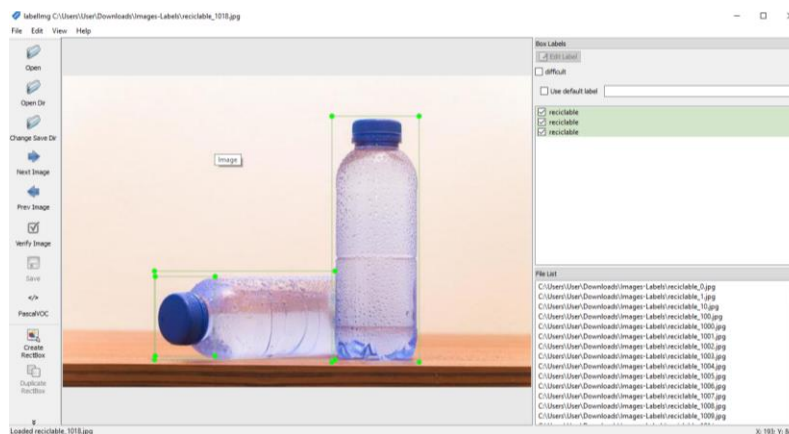 labelImg C:\Users\User\Downloads\Images-Labels\reciclable_1018.jpg
File Edit View Help
Open
Open Dir
Change Save Dir
Next Image
Prev Image
Verify Image
Save
</>
PascalVOC
Create
RectBox
Duplicate
RectBox
Image
Box Labels
Edit Label
difficult
Use default label
reciclable
reciclable
reciclable
File List
C:\Users\User\Downloads\Images-Labels\reciclable_0.jpg
C:\Users\User\Downloads\Images-Labels\reciclable_1.jpg
C:\Users\User\Downloads\Images-Labels\reciclable_10.jpg
C:\Users\User\Downloads\Images-Labels\reciclable_100.jpg
C:\Users\User\Downloads\Images-Labels\reciclable_1000.jpg
C:\Users\User\Downloads\Images-Labels\reciclable_1001.jpg
C:\Users\User\Downloads\Images-Labels\reciclable_1002.jpg
C:\Users\User\Downloads\Images-Labels\reciclable_1003.jpg
C:\Users\User\Downloads\Images-Labels\reciclable_1004.jpg
C:\Users\User\Downloads\Images-Labels\reciclable_1005.jpg
C:\Users\User\Downloads\Images-Labels\reciclable_1006.jpg
C:\Users\User\Downloads\Images-Labels\reciclable_1007.jpg
C:\Users\User\Downloads\Images-Labels\reciclable_1008.jpg
C:\Users\User\Downloads\Images-Labels\reciclable_1009.jpg
Loaded reciclable_1018.jpg
X: 193; Y: